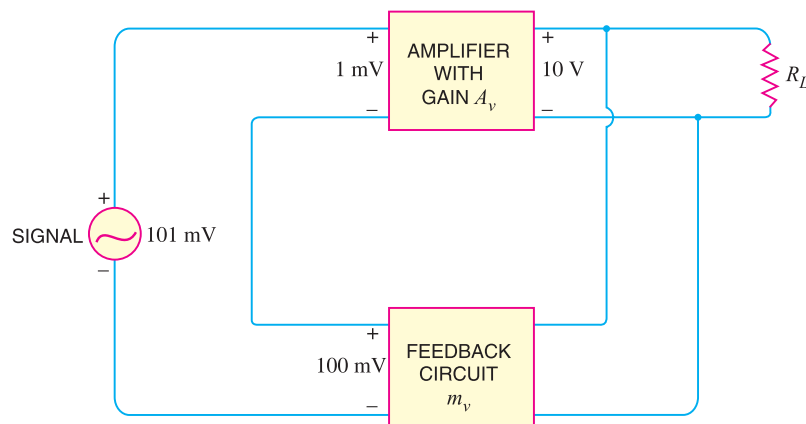 +
1 mV
–
AMPLIFIER
WITH
GAIN Av
+
10 V
–
RL
+
SIGNAL
101 mV
–
+
100 mV
–
FEEDBACK
CIRCUIT
mv